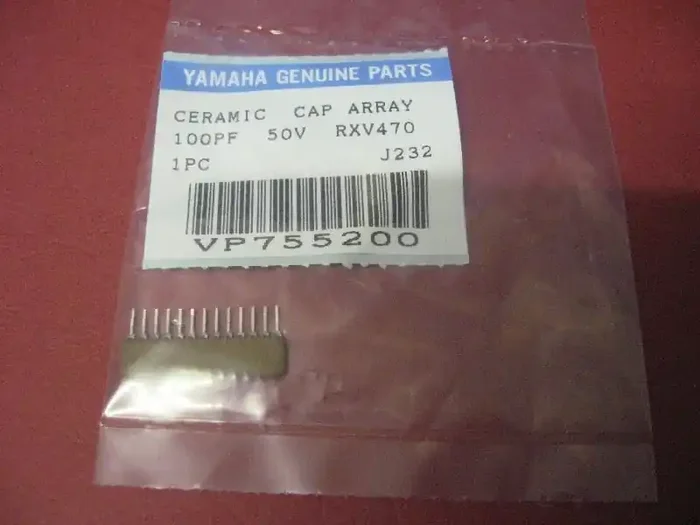 YAMAHA GENUINE PARTS
CERAMIC CAP ARRAY
100PF 50V RXV470
1PC J232
VP755200